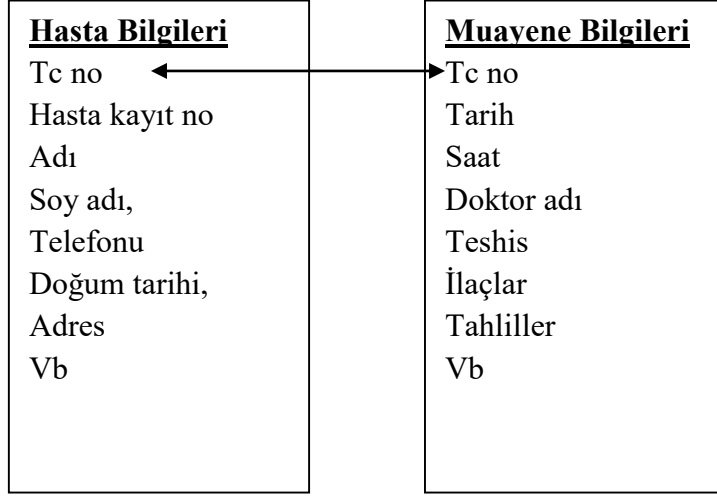 Hasta Bilgileri
Tc no
Hasta kayıt no
Adı
Soy adı,
Telefonu
Doğum tarihi,
Adres
Vb
Muayene Bilgileri
Tc no
Tarih
Saat
Doktor adı
Teshis
İlaçlar
Tahliller
Vb